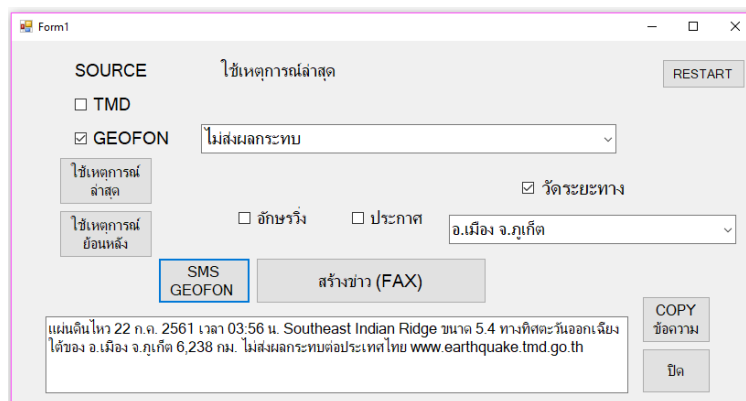 Form1
SOURCE
ใช้เหตุการณ์ล่าสุด
RESTART
TMD
GEOFON
ไม่ส่งผลกระทบ
ใช้เหตุการณ์
ล่าสุด
วัดระยะทาง
ใช้เหตุการณ์
ย้อนหลัง
อักษรวิ่ง
ประกาศ
อ.เมือง จ.ภูเก็ต
SMS
GEOFON
สร้างข่าว (FAX)
แผ่นดินไหว 22 ก.ค. 2561 เวลา 03:56 น. Southeast Indian Ridge ขนาด 5.4 ทางทิศตะวันออกเฉียง
ใต้ของ อ.เมือง จ.ภูเก็ต 6,238 กม. ไม่ส่งผลกระทบต่อประเทศไทย www.earthquake.tmd.go.th
COPY
ข้อความ
ปิด